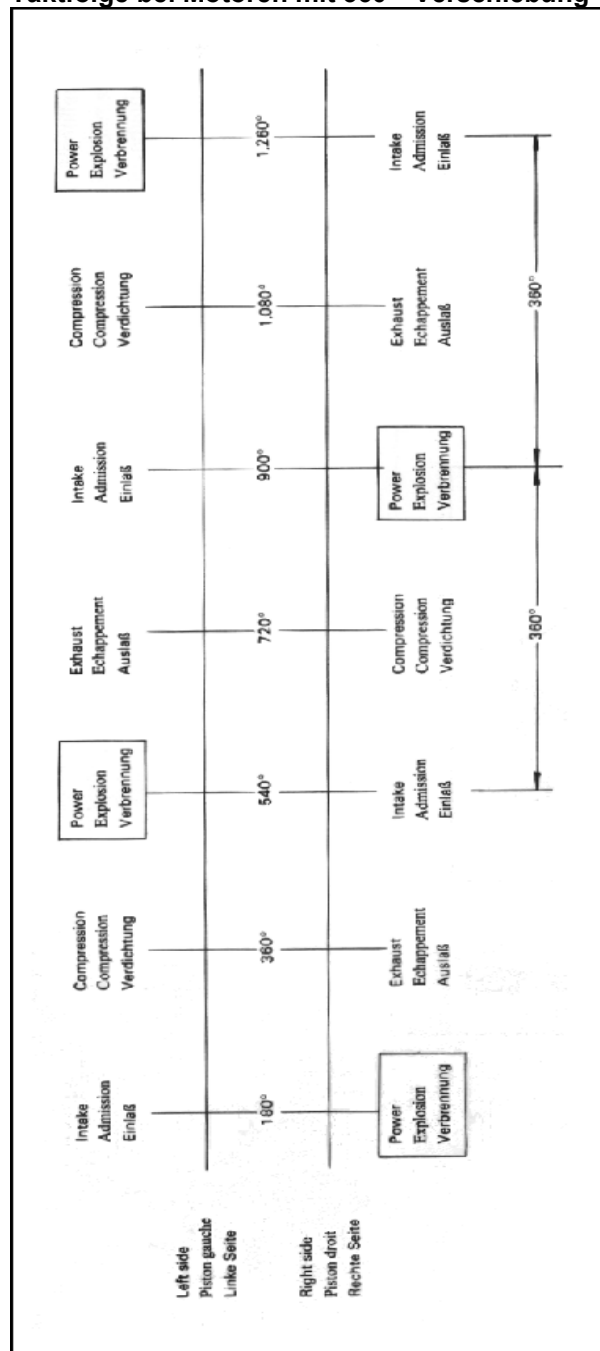 Taktfolge bei Motoren mit 360° Verschiebung
Left side
Piston gauche
Linke Seite
Intake
Admission
Einlaß
Compression
Compression
Verdichtung
Power
Explosion
Verbrennung
Exhaust
Echappement
Auslaß
Intake
Admission
Einlaß
Compression
Compression
Verdichtung
Power
Explosion
Verbrennung
180°
360°
540°
720°
900°
1.080°
1.260°
Right side
Piston droit
Rechte Seite
Power
Explosion
Verbrennung
Exhaust
Echappement
Auslaß
Intake
Admission
Einlaß
Compression
Compression
Verdichtung
Power
Explosion
Verbrennung
Exhaust
Echappement
Auslaß
Intake
Admission
Einlaß
360°
360°